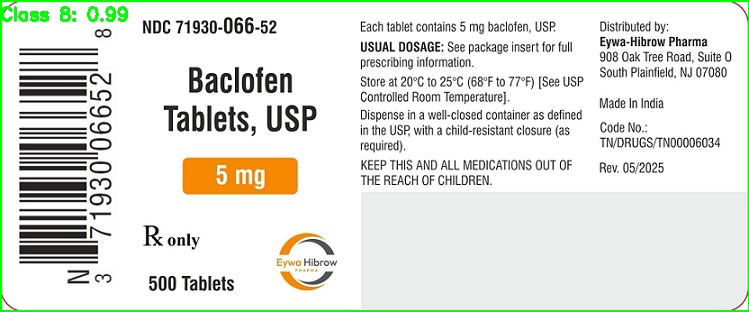 Class 8: 0.99
N
3
71930 06652
8
NDC 71930-066-52
Baclofen
Tablets, USP
5 mg
Rx only
500 Tablets
Eywa Hibrow
PHARMA
Each tablet contains 5 mg baclofen, USP.
USUAL DOSAGE: See package insert for full
prescribing information.
Store at 20°C to 25°C (68°F to 77°F) [See USP
Controlled Room Temperature].
Dispense in a well-closed container as defined
in the USP, with a child-resistant closure (as
required).
KEEP THIS AND ALL MEDICATIONS OUT OF
THE REACH OF CHILDREN.
Distributed by:
Eywa-Hibrow Pharma
908 Oak Tree Road, Suite O
South Plainfield, NJ 07080
Made In India
Code No.:
TN/DRUGS/TN00006034
Rev. 05/2025